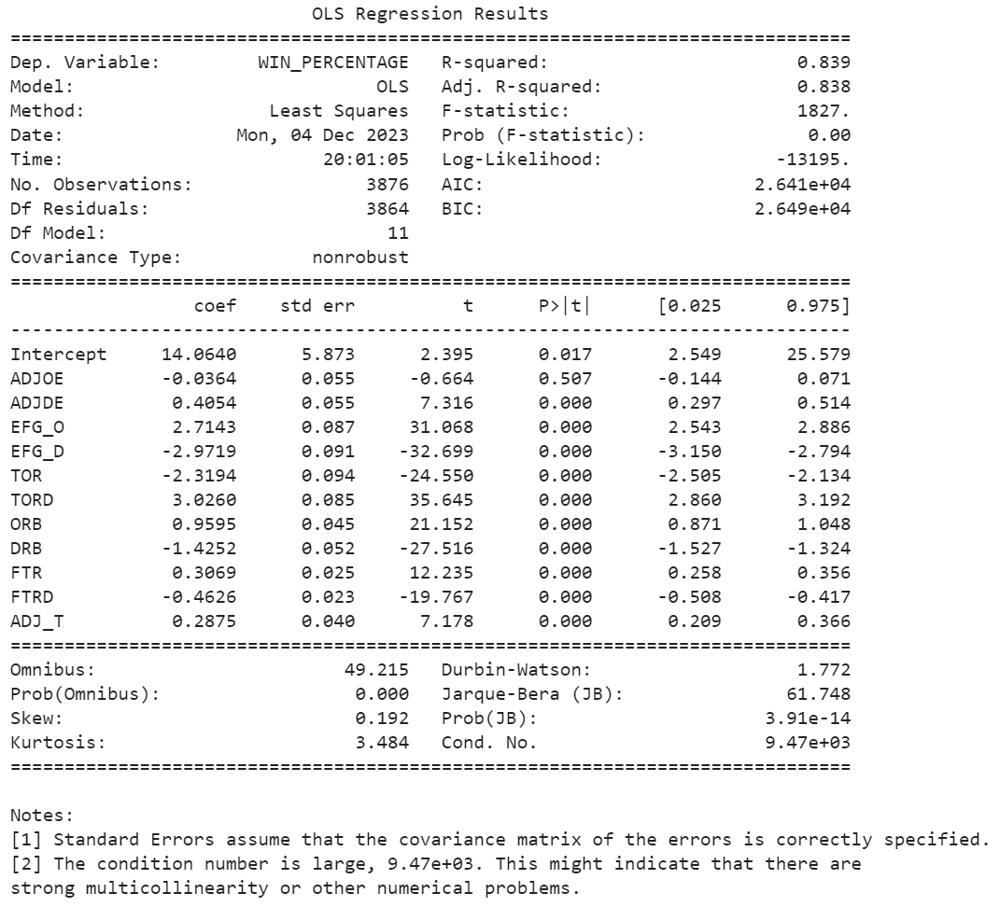 OLS Regression Results
==============================================================================
Dep. Variable:         WIN_PERCENTAGE   R-squared:                       0.839
Model:                            OLS   Adj. R-squared:                  0.838
Method:                 Least Squares   F-statistic:                     1827.
Date:                Mon, 04 Dec 2023   Prob (F-statistic):               0.00
Time:                        20:01:05   Log-Likelihood:                -13195.
No. Observations:                3876   AIC:                         2.641e+04
Df Residuals:                    3864   BIC:                         2.649e+04
Df Model:                          11
Covariance Type:            nonrobust
==============================================================================
                 coef    std err          t      P>|t|      [0.025      0.975]
------------------------------------------------------------------------------
Intercept     14.0640      5.873      2.395      0.017       2.549      25.579
ADJOE         -0.0364      0.055     -0.664      0.507      -0.144       0.071
ADJDE          0.4054      0.055      7.316      0.000       0.297       0.514
EFG_O          2.7143      0.087     31.068      0.000       2.543       2.886
EFG_D         -2.9719      0.091    -32.699      0.000      -3.150      -2.794
TOR           -2.3194      0.094    -24.550      0.000      -2.505      -2.134
TORD           3.0260      0.085     35.645      0.000       2.860       3.192
ORB            0.9595      0.045     21.152      0.000       0.871       1.048
DRB           -1.4252      0.052    -27.516      0.000      -1.527      -1.324
FTR            0.3069      0.025     12.235      0.000       0.258       0.356
FTRD          -0.4626      0.023    -19.767      0.000      -0.508      -0.417
ADJ_T          0.2875      0.040      7.178      0.000       0.209       0.366
==============================================================================
Omnibus:                       49.215   Durbin-Watson:                   1.772
Prob(Omnibus):                  0.000   Jarque-Bera (JB):               61.748
Skew:                           0.192   Prob(JB):                     3.91e-14
Kurtosis:                       3.484   Cond. No.                     9.47e+03
==============================================================================

Notes:
[1] Standard Errors assume that the covariance matrix of the errors is correctly specified.
[2] The condition number is large, 9.47e+03. This might indicate that there are
strong multicollinearity or other numerical problems.